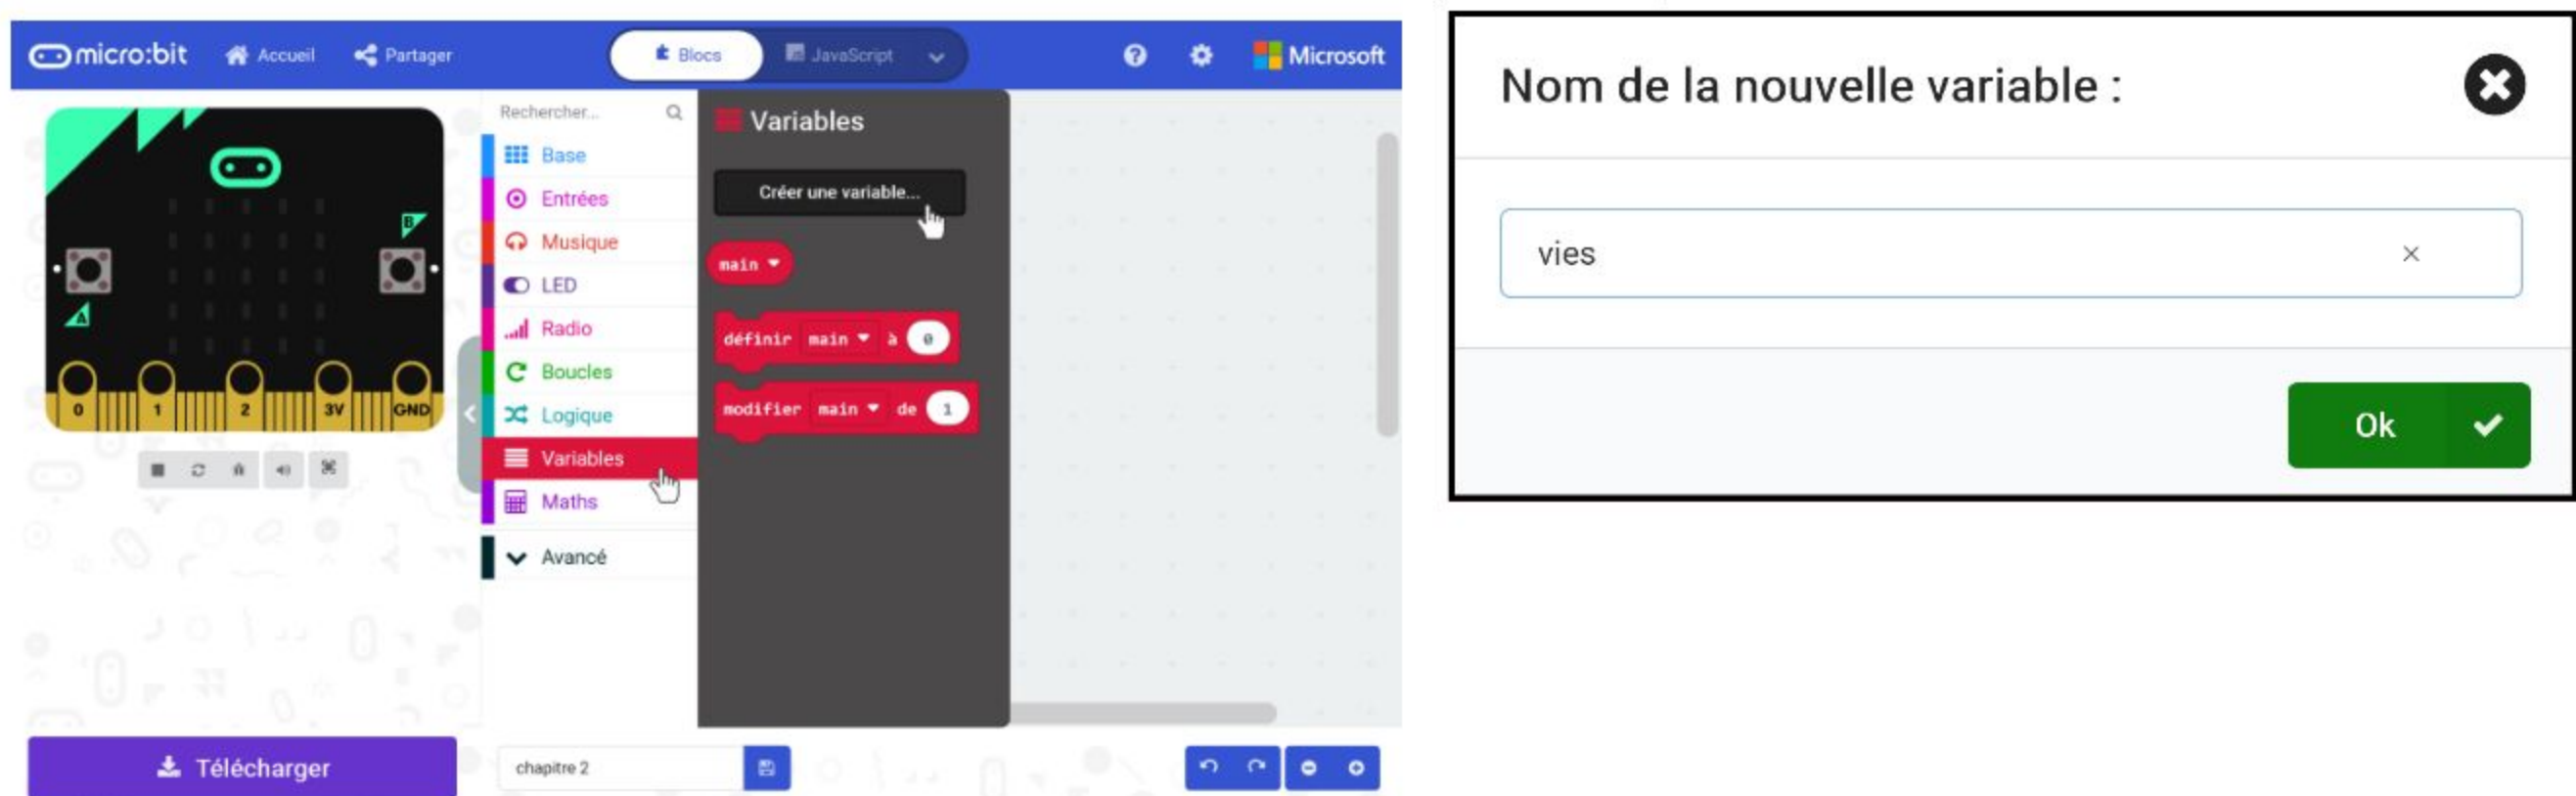 micro:bit Accueil Partager Blocs JavaScript Microsoft
B
A
0 1 2 3V GND
Rechercher...
Base
Entrées
Musique
LED
Radio
Boucles
Logique
Variables
Maths
Avancé
Variables
Créer une variable...
main
définir main à 0
modifier main de 1
Télécharger
chapitre 2
Nom de la nouvelle variable :
vies
Ok